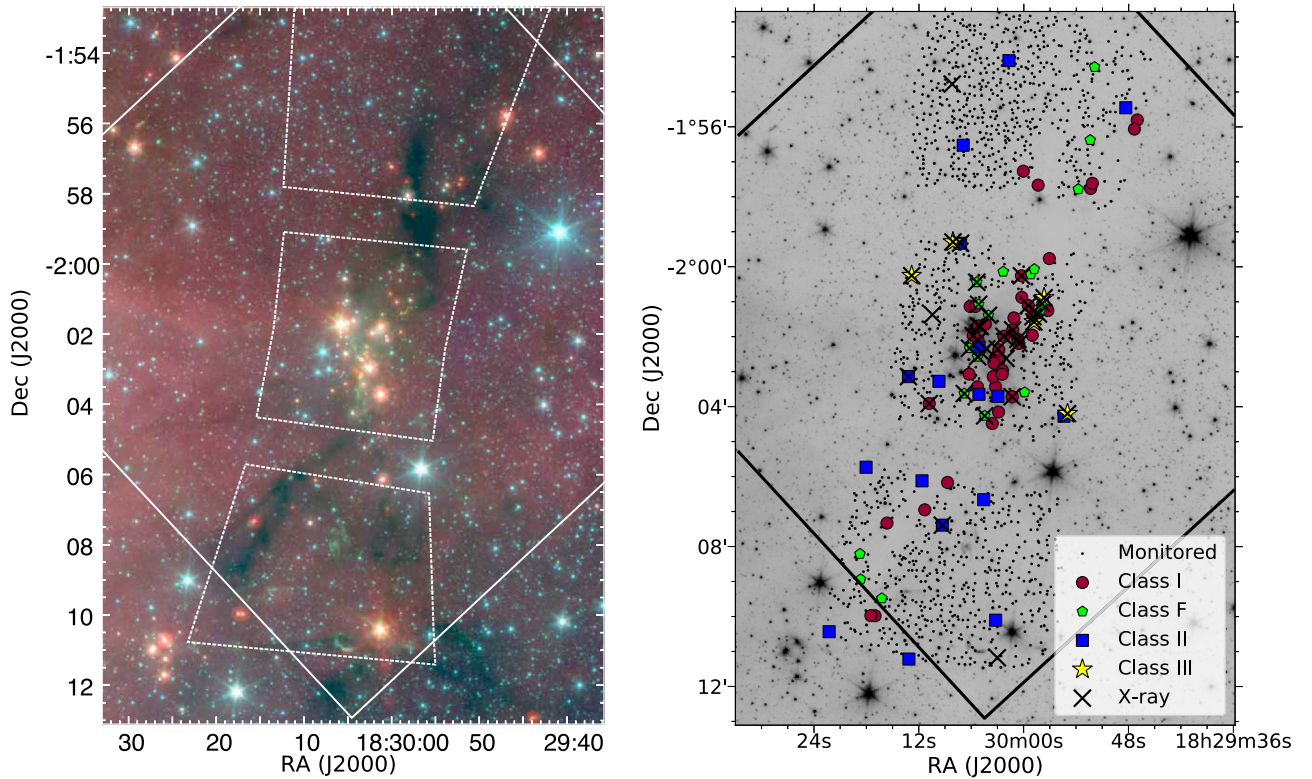 -1:54
56
58
-2:00
02
04
06
08
10
12
Dec (J2000)
30
20
10
18:30:00
50
29:40
RA (J2000)
-1°56'
-2°00'
04'
08'
12'
Dec (J2000)
Monitored
Class I
Class F
Class II
Class III
X-ray
24s
12s
30m00s
48s
18h29m36s
RA (J2000)